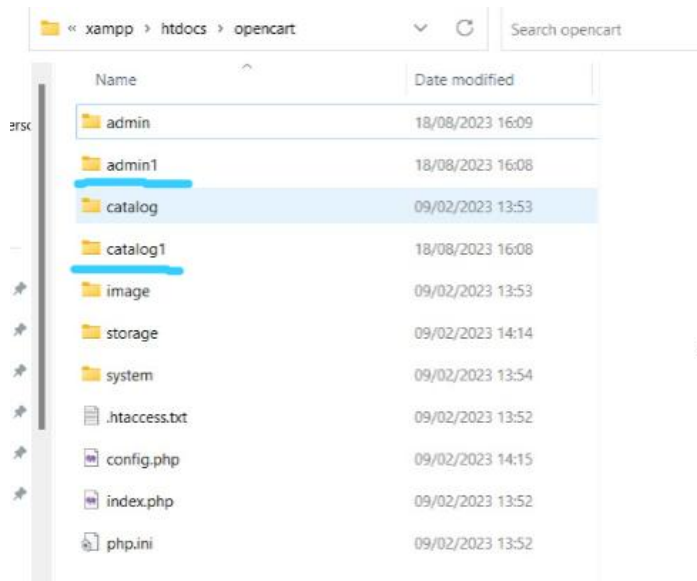 « xampp > htdocs > opencart
Search opencart
Name
Date modified
admin 18/08/2023 16:09
admin1 18/08/2023 16:08
catalog 09/02/2023 13:53
catalog1 18/08/2023 16:08
image 09/02/2023 13:53
storage 09/02/2023 14:14
system 09/02/2023 13:54
.htaccess.txt 09/02/2023 13:52
config.php 09/02/2023 14:15
index.php 09/02/2023 13:52
php.ini 09/02/2023 13:52